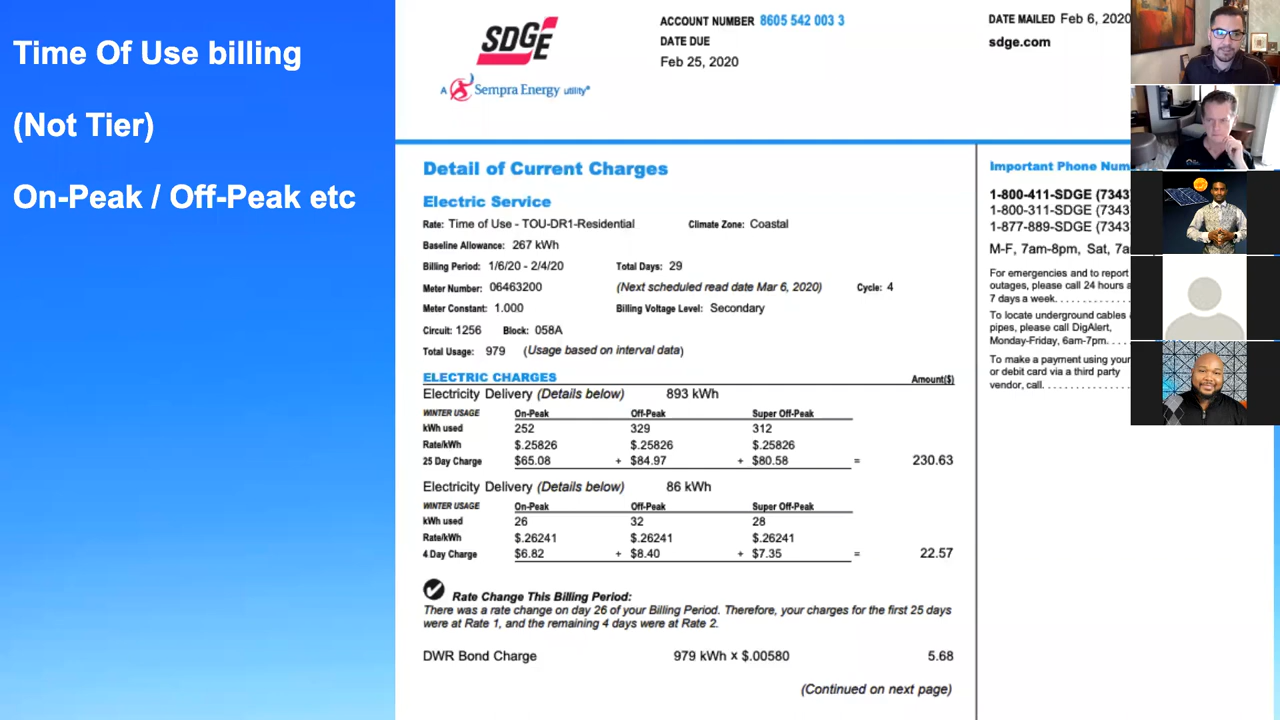 Time Of Use billing
(Not Tier)
On-Peak / Off-Peak etc
SDGE
A Sempra Energy utility®
ACCOUNT NUMBER 8605 542 003 3
DATE DUE
Feb 25, 2020
DATE MAILED Feb 6, 2020
sdge.com
Detail of Current Charges
Electric Service
Rate: Time of Use - TOU-DR1-Residential Climate Zone: Coastal
Baseline Allowance: 267 kWh
Billing Period: 1/6/20 - 2/4/20 Total Days: 29
Meter Number: 06463200 (Next scheduled read date Mar 6, 2020) Cycle: 4
Meter Constant: 1.000 Billing Voltage Level: Secondary
Circuit: 1256 Block: 058A
Total Usage: 979 (Usage based on interval data)
ELECTRIC CHARGES Amount($)
Electricity Delivery (Details below) 893 kWh
WINTER USAGE On-Peak Off-Peak Super Off-Peak
kWh used 252 329 312
Rate/kWh $.25826 $.25826 $.25826
25 Day Charge $65.08 + $84.97 + $80.58 = 230.63
Electricity Delivery (Details below) 86 kWh
WINTER USAGE On-Peak Off-Peak Super Off-Peak
kWh used 26 32 28
Rate/kWh $.26241 $.26241 $.26241
4 Day Charge $6.82 + $8.40 + $7.35 = 22.57
Rate Change This Billing Period:
There was a rate change on day 26 of your Billing Period. Therefore, your charges for the first 25 days
were at Rate 1, and the remaining 4 days were at Rate 2.
DWR Bond Charge 979 kWh x $.00580 5.68
(Continued on next page)
Important Phone Num
1-800-411-SDGE (7343
1-800-311-SDGE (7343
1-877-889-SDGE (7343
M-F, 7am-8pm, Sat, 7a
For emergencies and to report
outages, please call 24 hours a
7 days a week. . . . . . . . . . . .
To locate underground cables
pipes, please call DigAlert,
Monday-Friday, 6am-7pm. . . . .
To make a payment using your
or debit card via a third party
vendor, call. . . . . . . . . . . . . .